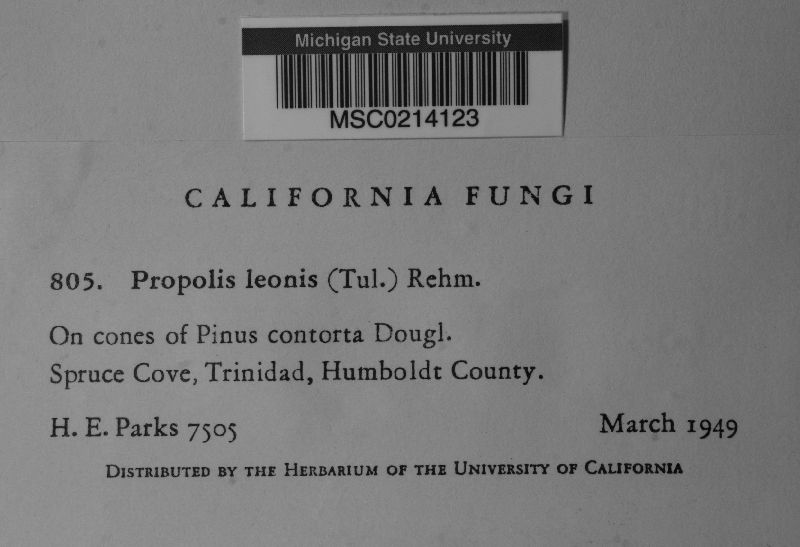 Michigan State University
MSC0214123
CALIFORNIA FUNGI
805. Propolis leonis (Tul.) Rehm.
On cones of Pinus contorta Dougl.
Spruce Cove, Trinidad, Humboldt County.
H. E. Parks 7505 March 1949
Distributed by the Herbarium of the University of California